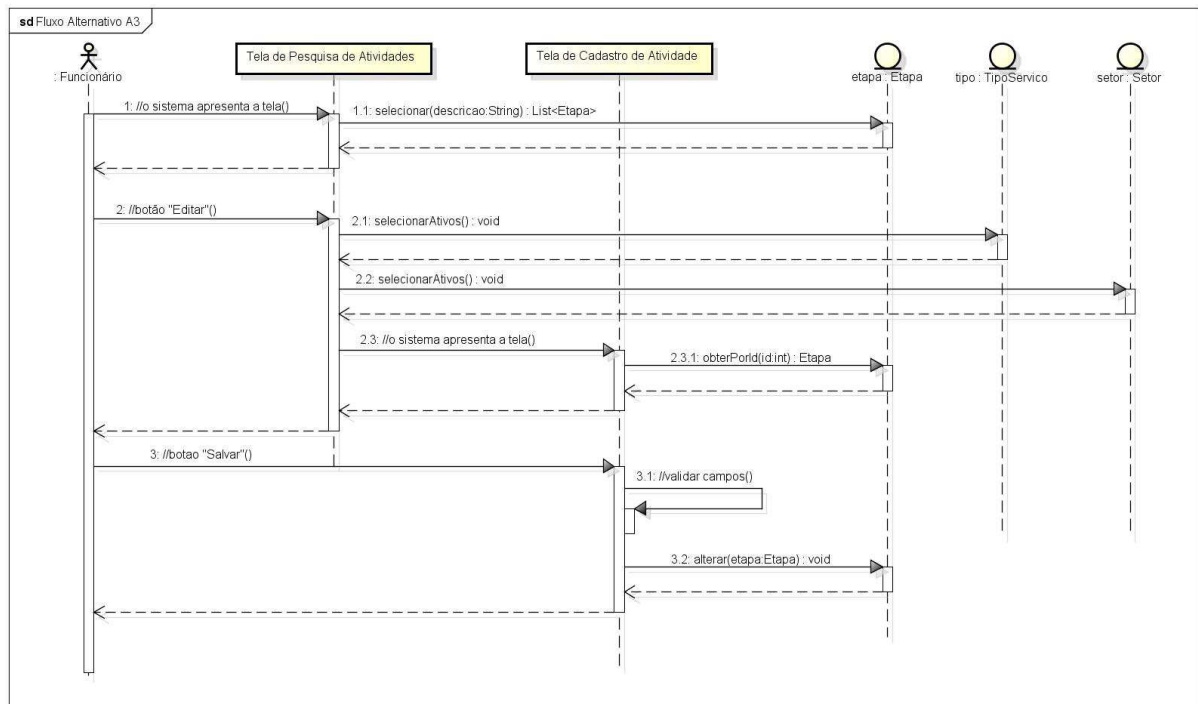 sd Fluxo Alternativo A3
: Funcionário
Tela de Pesquisa de Atividades
Tela de Cadastro de Atividade
etapa : Etapa
tipo : TipoServico
setor : Setor
1: //o sistema apresenta a tela()
1.1: selecionar(descricao:String) : List<Etapa>
2: //botão "Editar"()
2.1: selecionarAtivos() : void
2.2: selecionarAtivos() : void
2.3: //o sistema apresenta a tela()
2.3.1: obterPorId(id:int) : Etapa
3: //botao "Salvar"()
3.1: //validar campos()
3.2: alterar(etapa:Etapa) : void